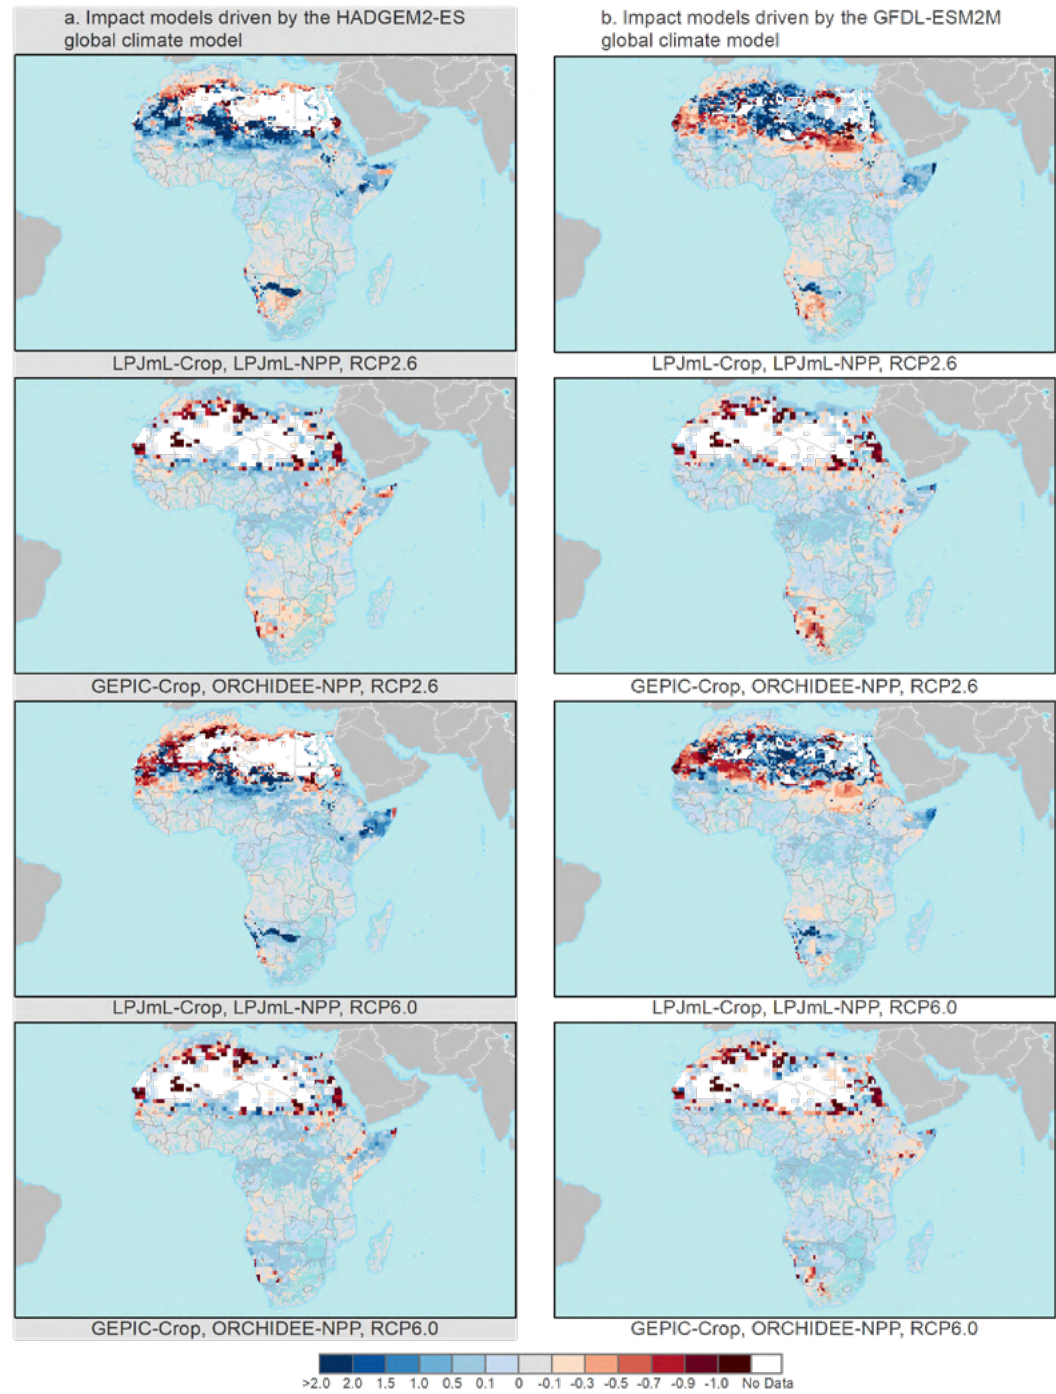 a. Impact models driven by the HADGEM2-ES
global climate model
b. Impact models driven by the GFDL-ESM2M
global climate model
LPJmL-Crop, LPJmL-NPP, RCP2.6
LPJmL-Crop, LPJmL-NPP, RCP2.6
GEPIC-Crop, ORCHIDEE-NPP, RCP2.6
GEPIC-Crop, ORCHIDEE-NPP, RCP2.6
LPJmL-Crop, LPJmL-NPP, RCP6.0
LPJmL-Crop, LPJmL-NPP, RCP6.0
GEPIC-Crop, ORCHIDEE-NPP, RCP6.0
GEPIC-Crop, ORCHIDEE-NPP, RCP6.0
>2.0 2.0 1.5 1.0 0.5 0.1 0 -0.1 -0.3 -0.5 -0.7 -0.9 -1.0 No Data